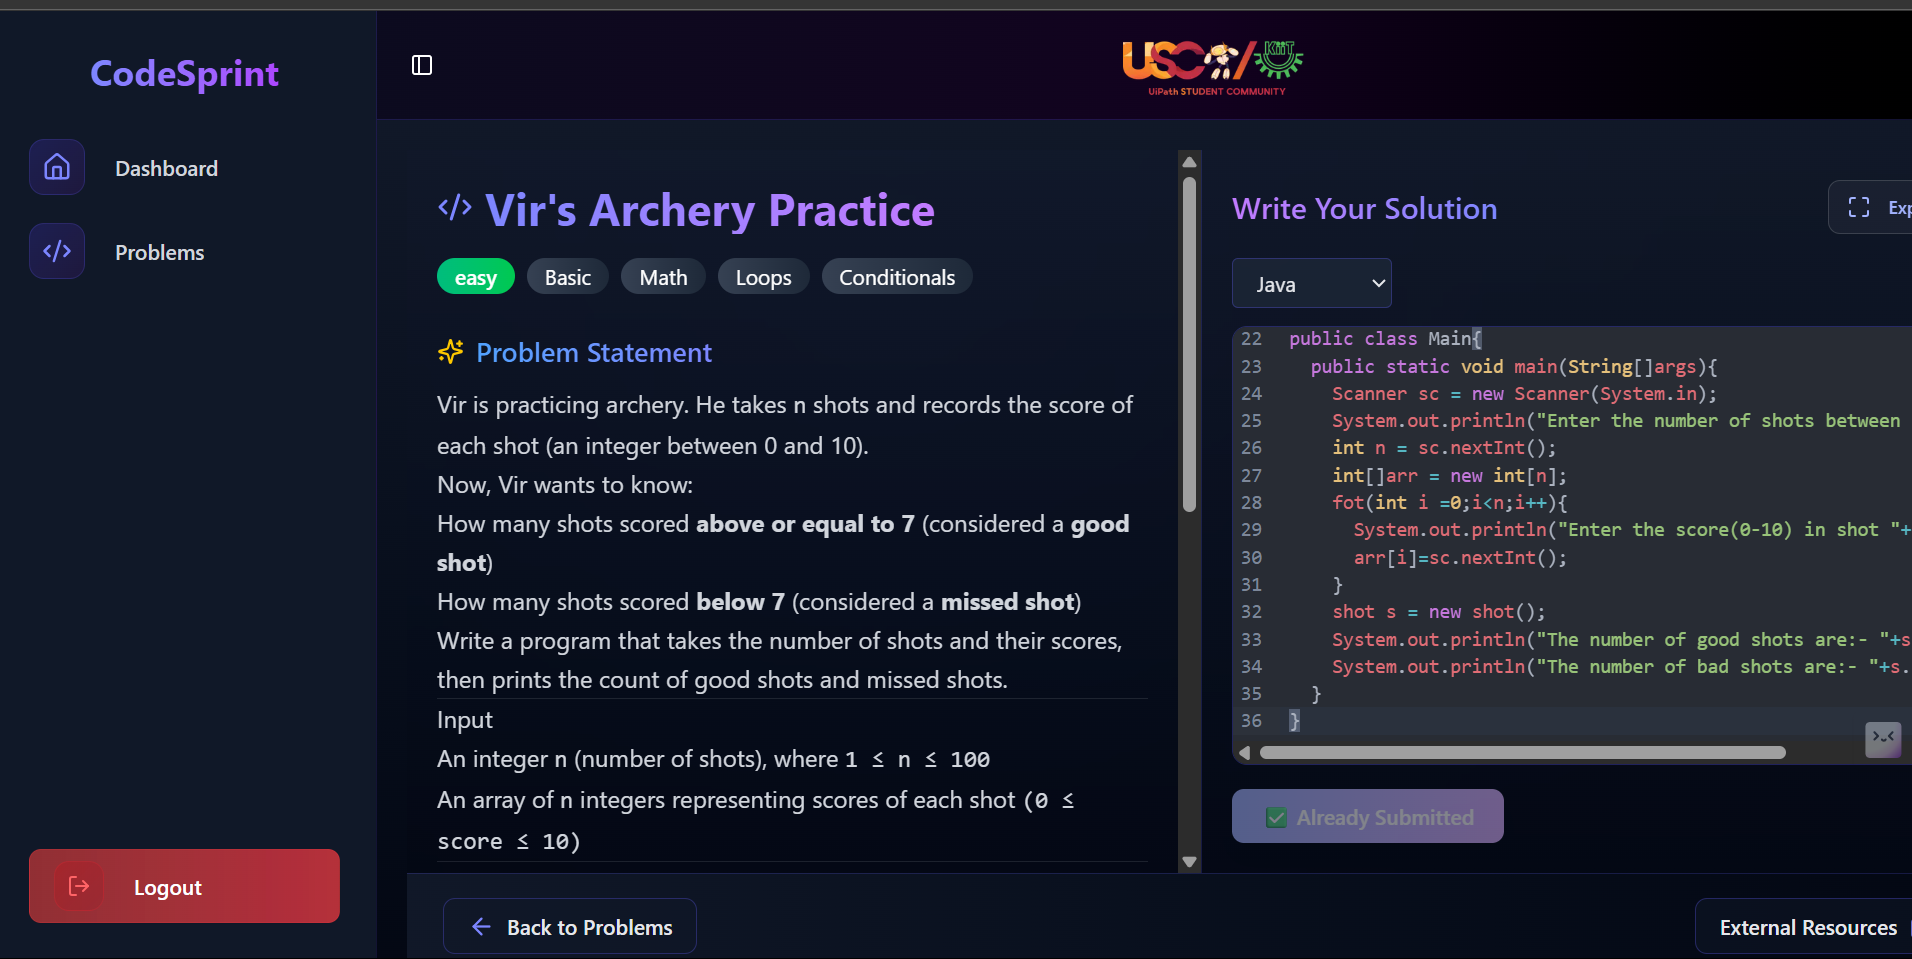 CodeSprint
Dashboard
Problems
Logout
USC/KIIT
UiPath STUDENT COMMUNITY
</> Vir's Archery Practice
easy Basic Math Loops Conditionals
Problem Statement
Vir is practicing archery. He takes n shots and records the score of
each shot (an integer between 0 and 10).
Now, Vir wants to know:
How many shots scored above or equal to 7 (considered a good
shot)
How many shots scored below 7 (considered a missed shot)
Write a program that takes the number of shots and their scores,
then prints the count of good shots and missed shots.
Input
An integer n (number of shots), where 1 ≤ n ≤ 100
An array of n integers representing scores of each shot (0 ≤
score ≤ 10)
Back to Problems
Write Your Solution
Exp
Java
22 public class Main{
23 public static void main(String[]args){
24 Scanner sc = new Scanner(System.in);
25 System.out.println("Enter the number of shots between
26 int n = sc.nextInt();
27 int[]arr = new int[n];
28 fot(int i =0;i<n;i++){
29 System.out.println("Enter the score(0-10) in shot "+
30 arr[i]=sc.nextInt();
31 }
32 shot s = new shot();
33 System.out.println("The number of good shots are:- "+s
34 System.out.println("The number of bad shots are:- "+s.
35 }
36 }
Already Submitted
External Resources